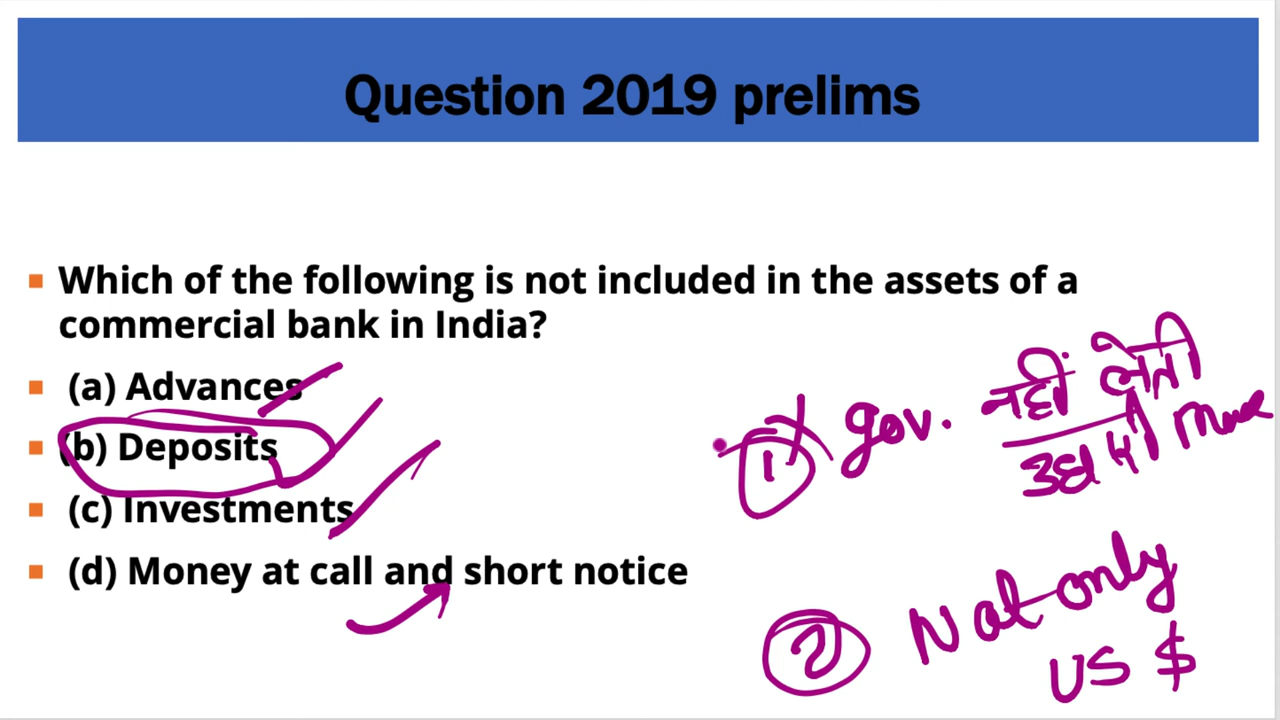 Question 2019 prelims
Which of the following is not included in the assets of a
commercial bank in India?
(a) Advances
(b) Deposits
(c) Investments
(d) Money at call and short notice
① gov. नहीं लेती
उधारी
② Not only
US $